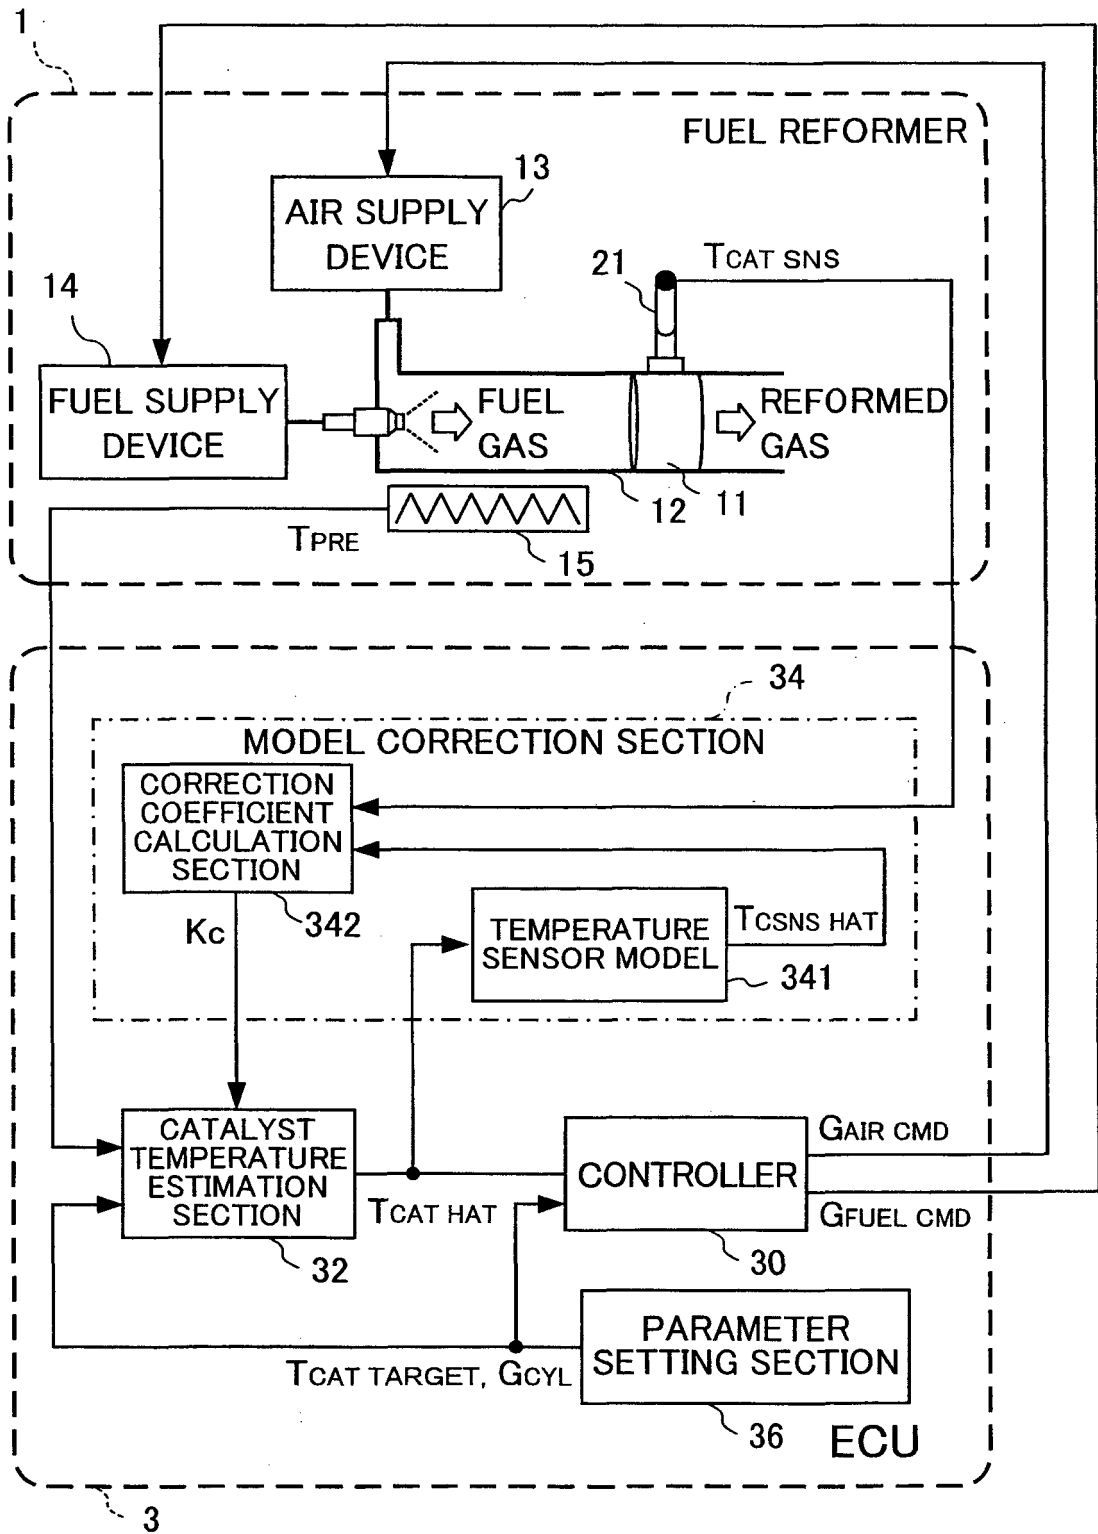 1
FUEL REFORMER
13
AIR SUPPLY
DEVICE
21
TCAT SNS
14
FUEL SUPPLY
DEVICE
FUEL
GAS
REFORMED
GAS
12
11
TPRE
15
34
MODEL CORRECTION SECTION
CORRECTION
COEFFICIENT
CALCULATION
SECTION
342
KC
TEMPERATURE
SENSOR MODEL
TCSNS HAT
341
CATALYST
TEMPERATURE
ESTIMATION
SECTION
32
TCAT HAT
CONTROLLER
30
GAIR CMD
GFUEL CMD
PARAMETER
SETTING SECTION
TCAT TARGET, GCYL
36
ECU
3